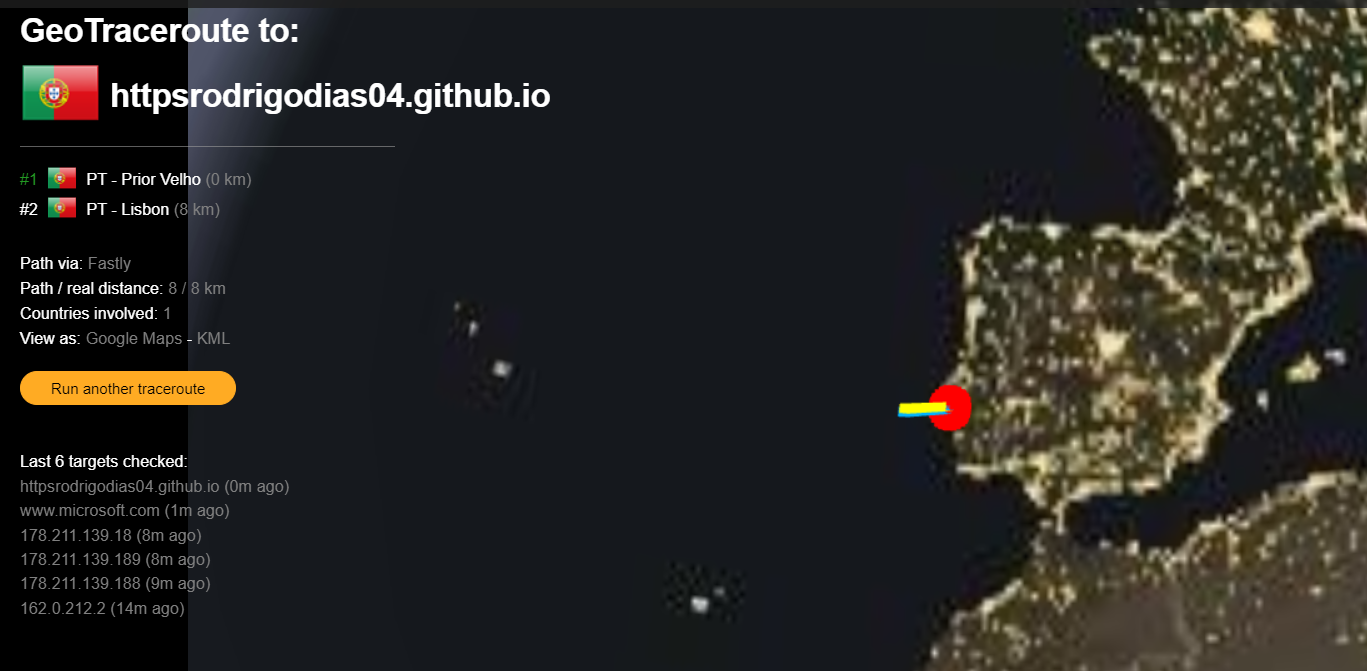 GeoTraceroute to:
httpsrodrigodias04.github.io
#1 PT - Prior Velho (0 km)
#2 PT - Lisbon (8 km)
Path via: Fastly
Path / real distance: 8 / 8 km
Countries involved: 1
View as: Google Maps - KML
Run another traceroute
Last 6 targets checked:
httpsrodrigodias04.github.io (0m ago)
www.microsoft.com (1m ago)
178.211.139.18 (8m ago)
178.211.139.189 (8m ago)
178.211.139.188 (9m ago)
162.0.212.2 (14m ago)